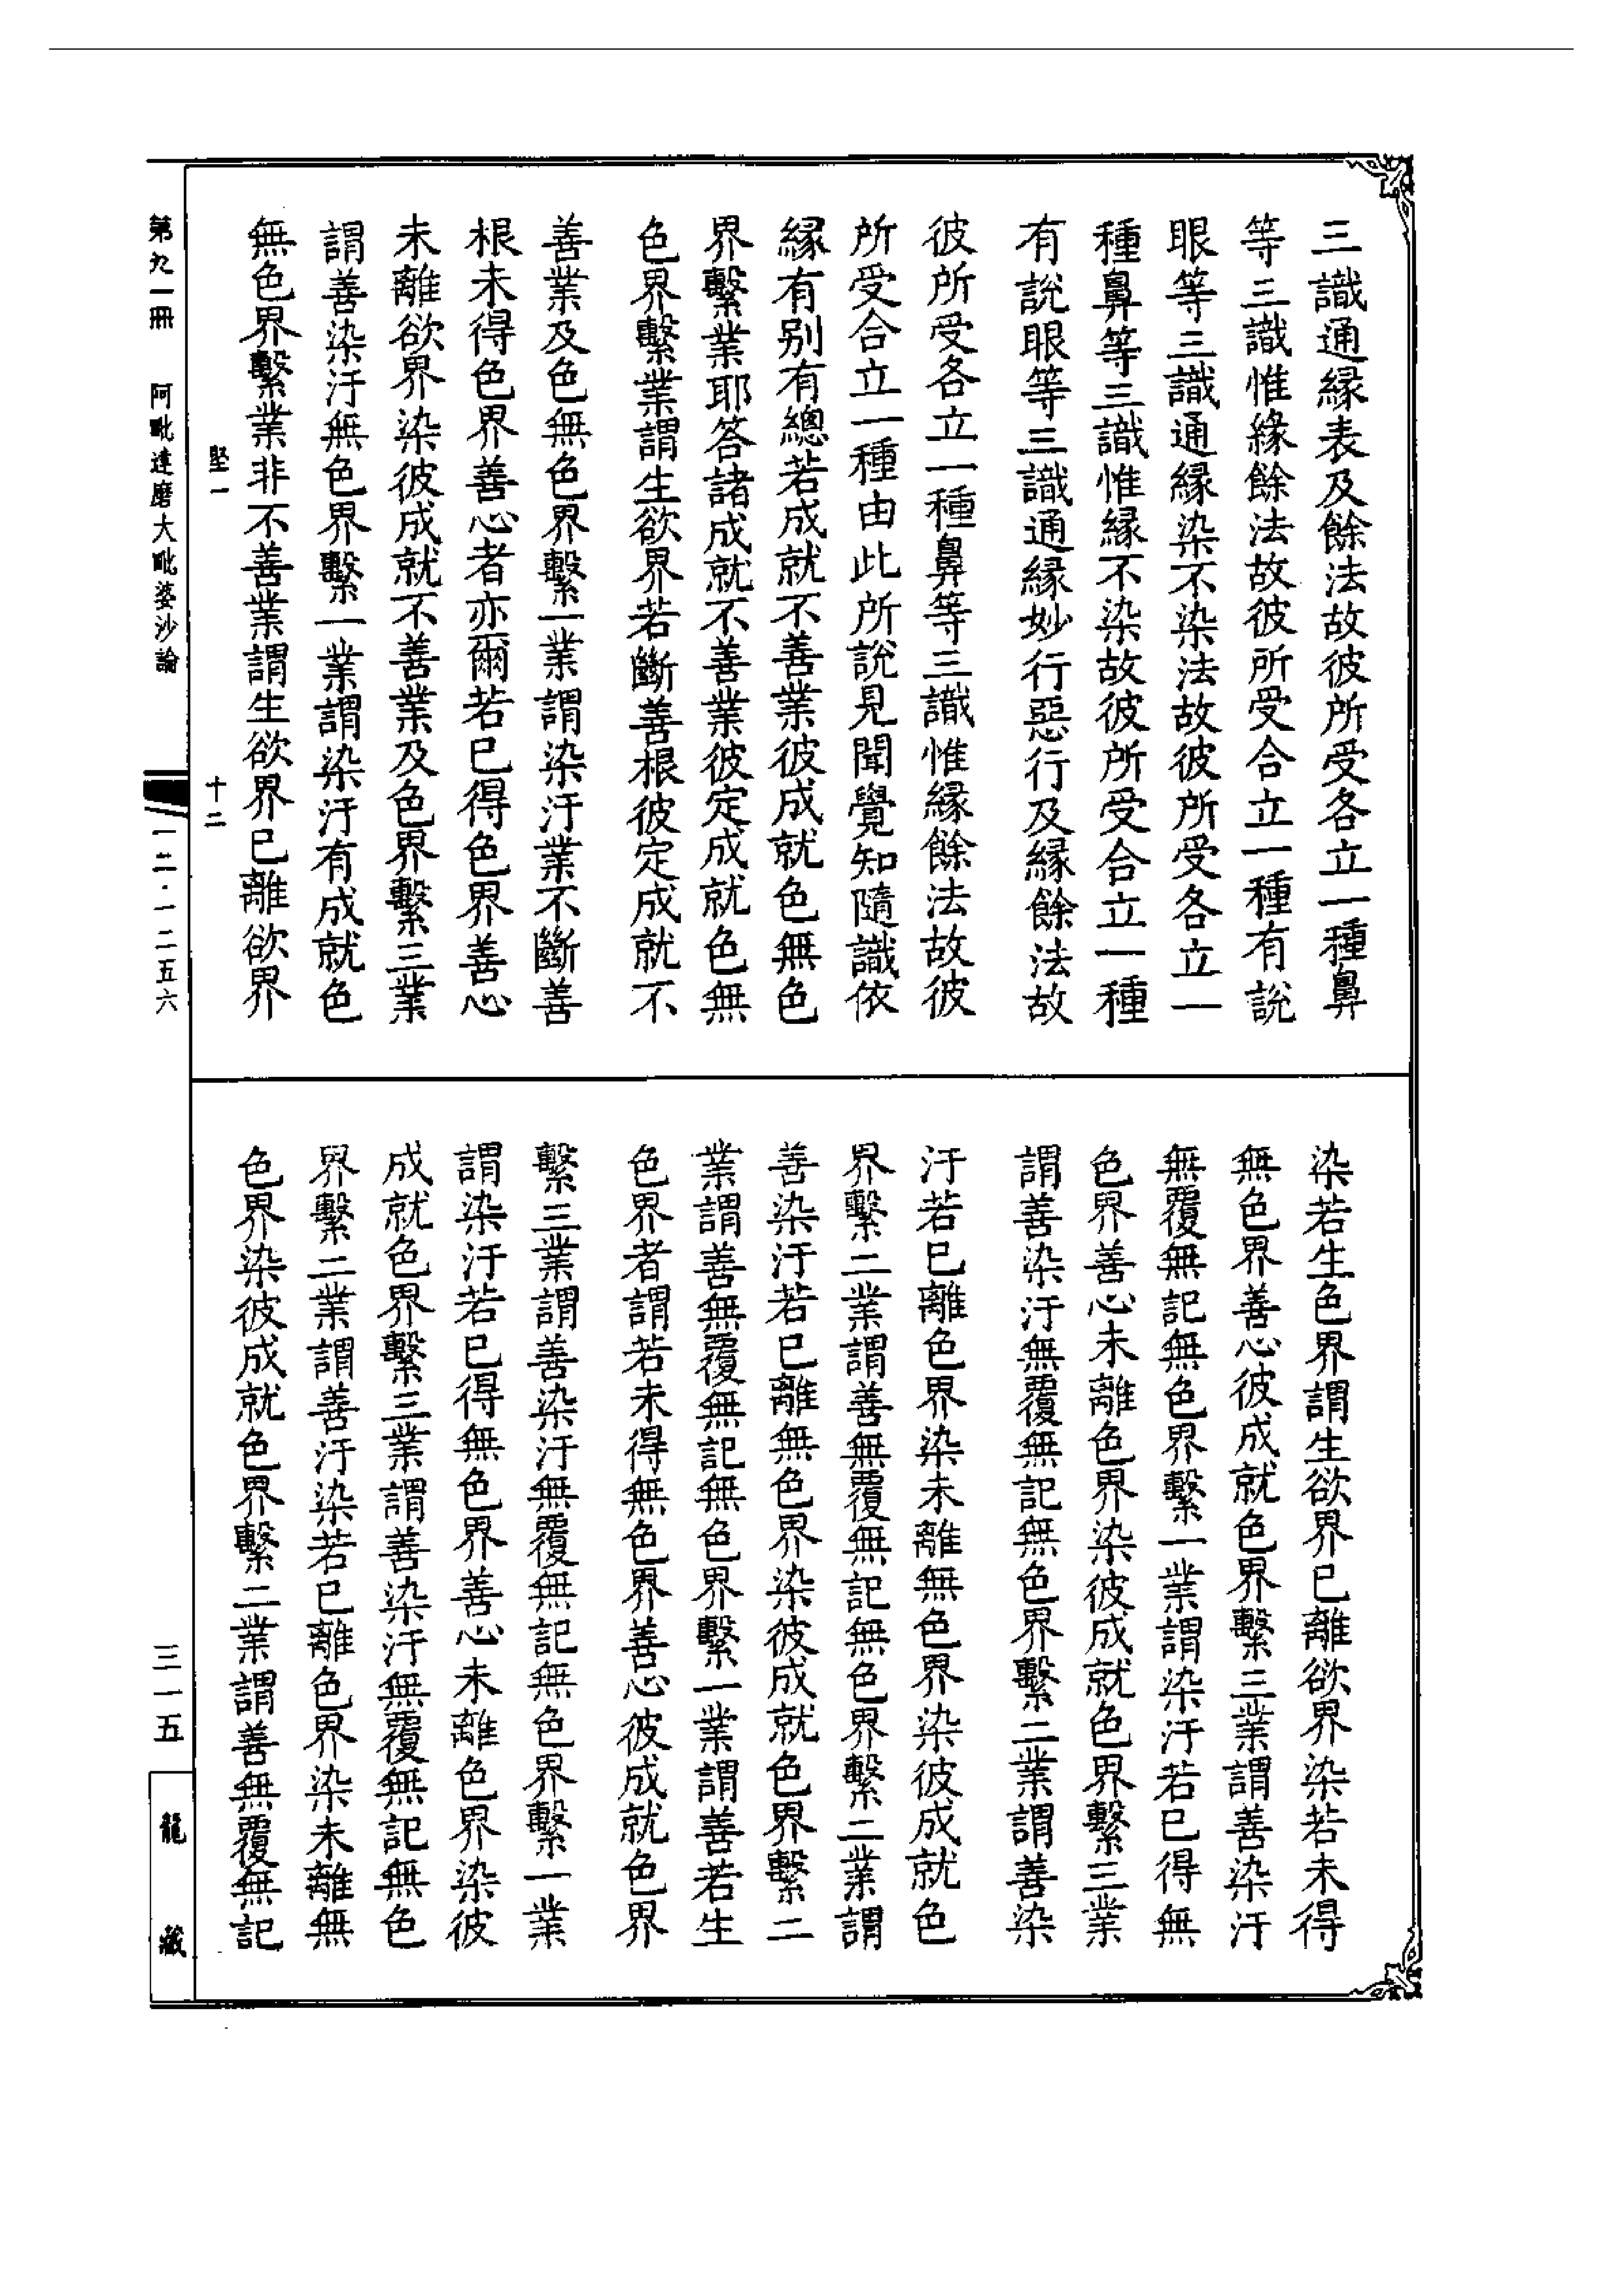 三識通緣表及餘法故彼所受各立一種鼻
等三識惟緣餘法故彼所受合立一種有說
眼等三識通緣染不染法故彼所受各立一
種鼻等三識惟緣不染故彼所受合立一種
有說眼等三識通緣妙行惡行及緣餘法故
彼所受各立一種鼻等三識惟緣餘法故彼
所受合立一種由此所說見聞覺知隨識依
緣有別有總若成就不善業彼成就色無色
界繫業耶答諸成就不善業彼定成就色無
色界繫業謂生欲界若斷善根彼定成就不
善業及色無色界繫一業謂染汙業不斷善
根未得色界善心者亦爾若已得色界善心
未離欲界染彼成就不善業及色界繫三業
謂善染汙無色界繫一業謂染汙有成就色
無色界繫業非不善業謂生欲界已離欲界
染若生色界謂生欲界已離欲界染若未得
無色界善心彼成就色界繫三業謂善染汙
無覆無記無色界繫一業謂染汙若已得無
色界善心未離色界染彼成就色界繫三業
謂善染汙無覆無記無色界繫二業謂善染
汙若已離色界染未離無色界染彼成就色
界繫二業謂善無覆無記無色界繫二業謂
善染汙若已離無色界染彼成就色界繫二
業謂善無覆無記無色界繫一業謂善若生
色界者謂若未得無色界善心彼成就色界
繫三業謂善染汙無覆無記無色界繫一業
謂染汙若已得無色界善心未離色界染彼
成就色界繫三業謂善染汙無覆無記無色
界繫二業謂善汙染若已離色界染未離無
色界染彼成就色界繫二業謂善無覆無記
堅一
十二
第九一冊
阿毗達磨大毗婆沙論
一二·一二五六
三一五
龍藏